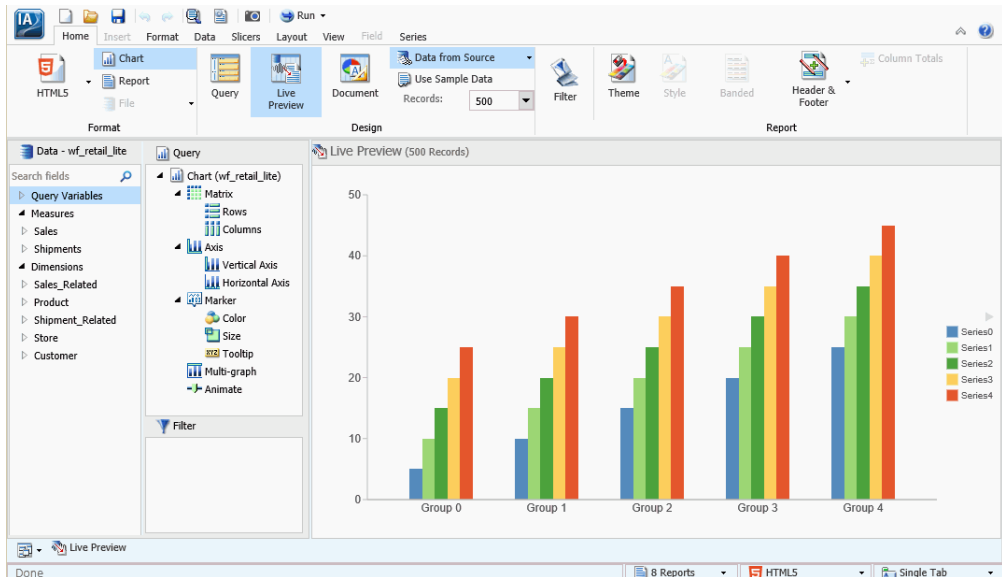 IA
Run
Home Insert Format Data Slicers Layout View Field Series
HTML5
Chart
Report
File
Format
Query
Live Preview
Document
Data from Source
Use Sample Data
Records: 500
Design
Filter
Theme
Style
Banded
Header & Footer
Column Totals
Report
Data - wf_retail_lite
Search fields
Query Variables
Measures
Sales
Shipments
Dimensions
Sales_Related
Product
Shipment_Related
Store
Customer
Query
Chart (wf_retail_lite)
Matrix
Rows
Columns
Axis
Vertical Axis
Horizontal Axis
Marker
Color
Size
XYZ Tooltip
Multi-graph
Animate
Filter
Live Preview (500 Records)
50
40
30
20
10
0
Group 0 Group 1 Group 2 Group 3 Group 4
Series0
Series1
Series2
Series3
Series4
Live Preview
Done
8 Reports
HTML5
Single Tab